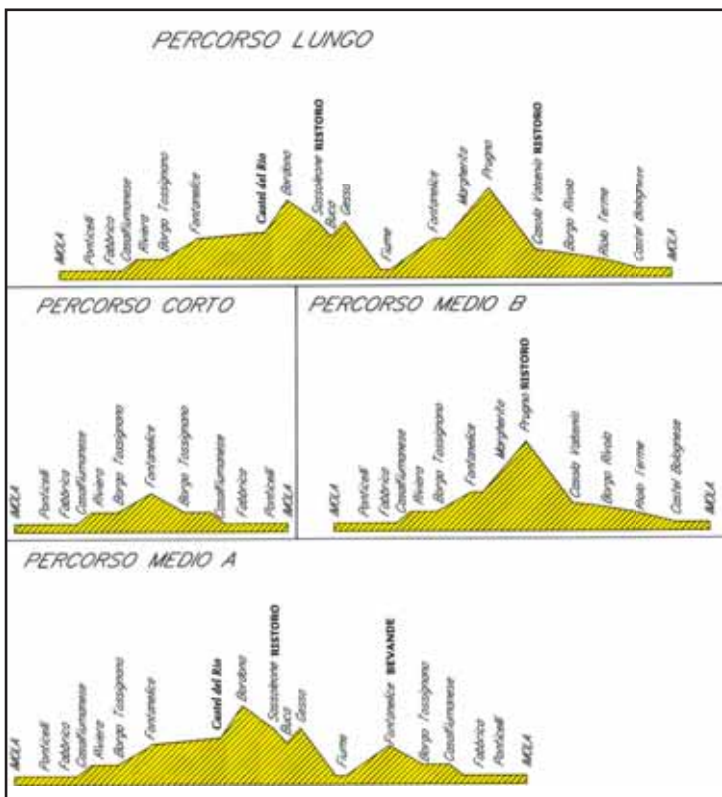 PERCORSO LUNGO
IMOLA
Ponticelli
Fabbrica
Casalfiumanese
Riviera
Borgo Tossignano
Fontanelice
Castel del Rio
Bordona
Sassoleone RISTORO
Buca
Gesso
Fiume
Fontanelice
Margherita
Prugno
Casola Valsenio RISTORO
Borgo Rivola
Riolo Terme
Castel Bolognese
IMOLA
PERCORSO CORTO
IMOLA
Ponticelli
Fabbrica
Casalfiumanese
Riviera
Borgo Tossignano
Fontanelice
Borgo Tossignano
Casalfiumanese
Fabbrica
Ponticelli
IMOLA
PERCORSO MEDIO B
IMOLA
Ponticelli
Fabbrica
Casalfiumanese
Riviera
Borgo Tossignano
Fontanelice
Margherita
Prugno RISTORO
Casola Valsenio
Borgo Rivola
Riolo Terme
Castel Bolognese
IMOLA
PERCORSO MEDIO A
IMOLA
Ponticelli
Fabbrica
Casalfiumanese
Riviera
Borgo Tossignano
Fontanelice
Castel del Rio
Bordona
Sassoleone RISTORO
Buca
Gesso
Fiume
Fontanelice BEVANDE
Borgo Tossignano
Casalfiumanese
Fabbrica
Ponticelli
IMOLA